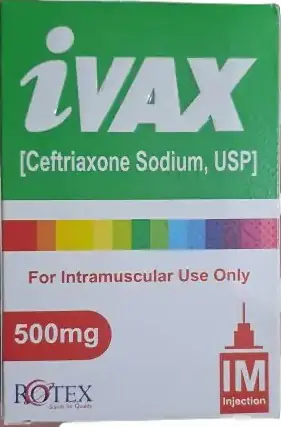 iVAX
[Ceftriaxone Sodium, USP]
For Intramuscular Use Only
500mg
IM
Injection
ROTEX